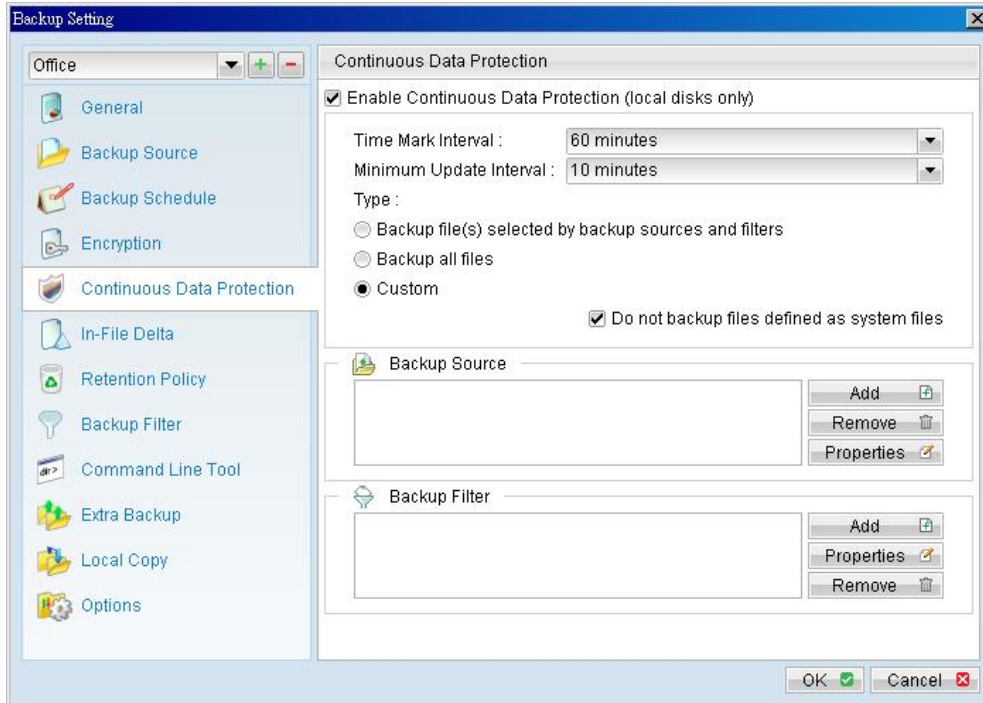 Backup Setting
Office
General
Backup Source
Backup Schedule
Encryption
Continuous Data Protection
In-File Delta
Retention Policy
Backup Filter
Command Line Tool
Extra Backup
Local Copy
Options
Continuous Data Protection
Enable Continuous Data Protection (local disks only)
Time Mark Interval : 60 minutes
Minimum Update Interval : 10 minutes
Type :
Backup file(s) selected by backup sources and filters
Backup all files
Custom
Do not backup files defined as system files
Backup Source
Add
Remove
Properties
Backup Filter
Add
Properties
Remove
OK Cancel